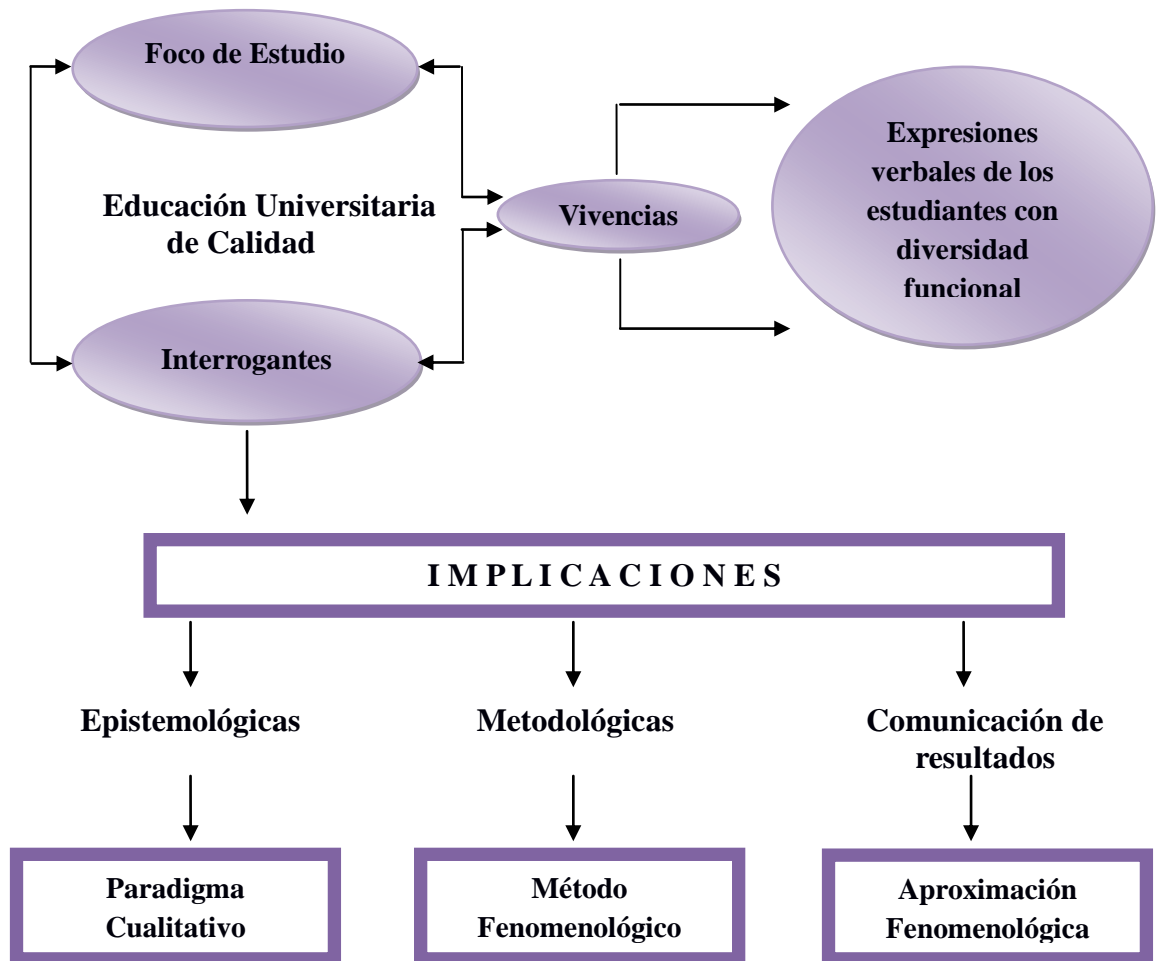 Foco de Estudio
Educación Universitaria
de Calidad
Interrogantes
Vivencias
Expresiones
verbales de los
estudiantes con
diversidad
funcional
I M P L I C A C I O N E S
Epistemológicas
Metodológicas
Comunicación de
resultados
Paradigma
Cualitativo
Método
Fenomenológico
Aproximación
Fenomenológica